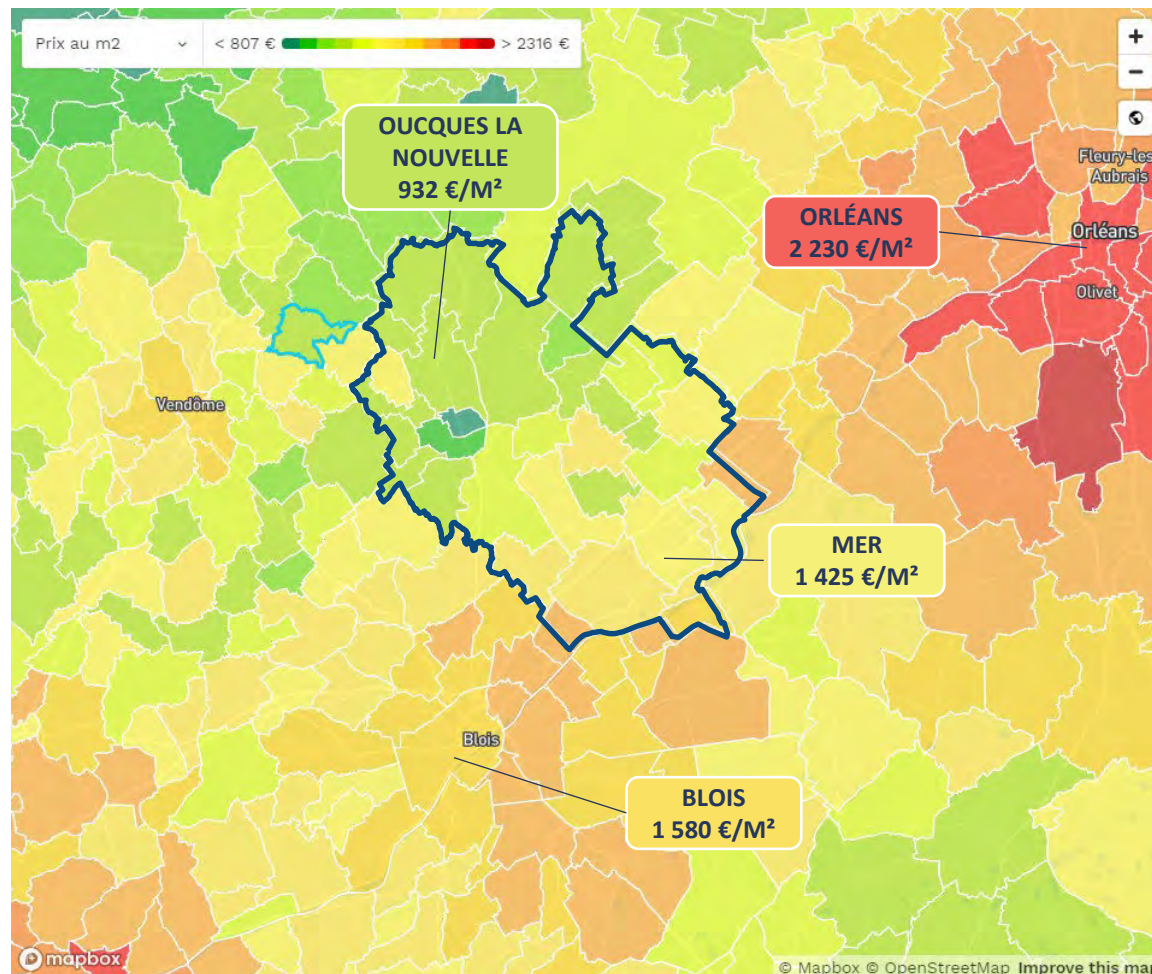 Prix au m2
< 807 €
> 2316 €
+
−
OUCQUES LA
NOUVELLE
932 €/M²
Fleury-les
Aubrais
ORLÉANS
2 230 €/M²
Orléans
Olivet
Vendôme
MER
1 425 €/M²
Blois
BLOIS
1 580 €/M²
mapbox
© Mapbox © OpenStreetMap Improve this map